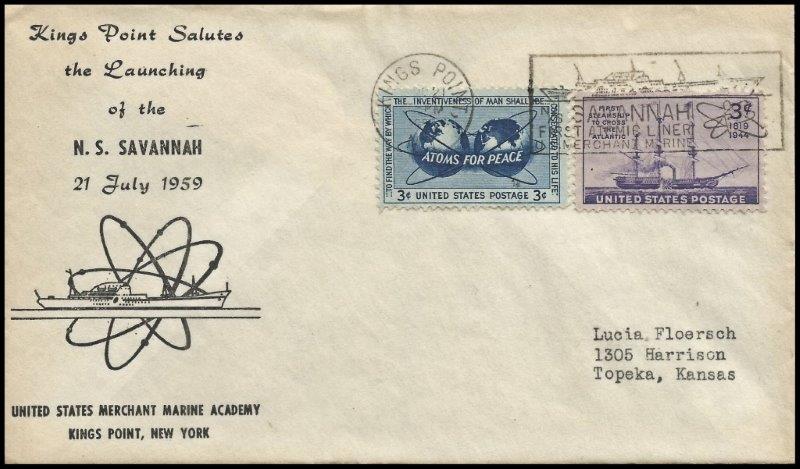 Kings Point Salutes
the Launching
of the
N. S. SAVANNAH
21 July 1959
UNITED STATES MERCHANT MARINE ACADEMY
KINGS POINT, NEW YORK
KINGS POINT
THE INVENTIVENESS OF MAN SHALL BE
CONSECRATED TO HIS LIFE
TO FIND THE WAY BY WHICH
ATOMS FOR PEACE
3¢ UNITED STATES POSTAGE 3¢
N.S. SAVANNAH
FIRST ATOMIC LINER
U.S. MERCHANT MARINE
FIRST
STEAMSHIP
TO CROSS
THE
ATLANTIC
3¢
1819
1944
UNITED STATES POSTAGE
Lucia Floersch
1305 Harrison
Topeka, Kansas